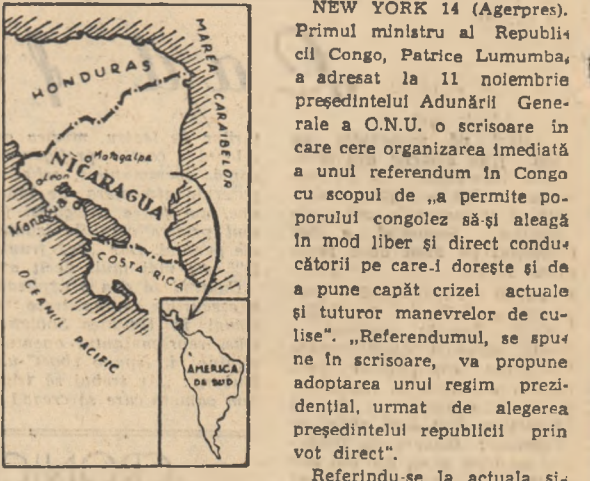 MAREA CARAIBELOR
HONDURAS
Matagalpa
NICARAGUA
Leon
COSTA RICA
OCEANUL PACIFIC
AMERICA
DE SUD
NEW YORK 14 (Agerpres).
Primul ministru al Republi-
cii Congo, Patrice Lumumba,
a adresat la 11 noiembrie
președintelui Adunării Gene-
rale a O.N.U. o scrisoare în
care cere organizarea imediată
a unui referendum în Congo
cu scopul de „a permite po-
porului congolez să-și aleagă
în mod liber și direct condu-
cătorii pe care-i dorește și de
a pune capăt crizei actuale
și tuturor manevrelor de cu-
lise". „Referendumul, se spu-
ne în scrisoare, va propune
adoptarea unui regim prezi-
dențial, urmat de alegerea
președintelui republicii prin
vot direct".
Referindu-se la actuala si-